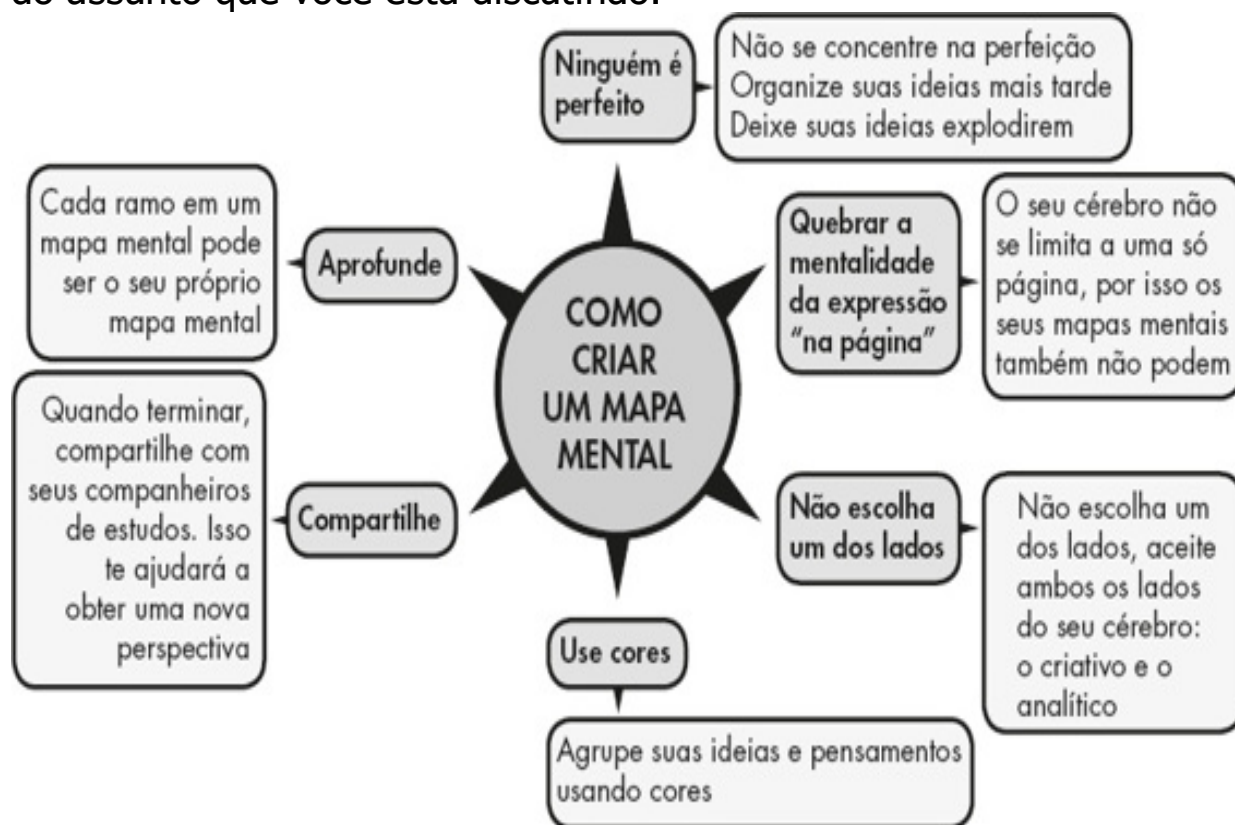 do assunto que você está discutindo.
Ninguém é
perfeito
Não se concentre na perfeição
Organize suas ideias mais tarde
Deixe suas ideias explodirem
Quebrar a
mentalidade
da expressão
“na página”
O seu cérebro não
se limita a uma só
página, por isso os
seus mapas mentais
também não podem
Não escolha
um dos lados
Não escolha um
dos lados, aceite
ambos os lados
do seu cérebro:
o criativo e o
analítico
Use cores
Agrupe suas ideias e pensamentos
usando cores
Compartilhe
Quando terminar,
compartilhe com
seus companheiros
de estudos. Isso
te ajudará a
obter uma nova
perspectiva
Aprofunde
Cada ramo em um
mapa mental pode
ser o seu próprio
mapa mental
COMO
CRIAR
UM MAPA
MENTAL